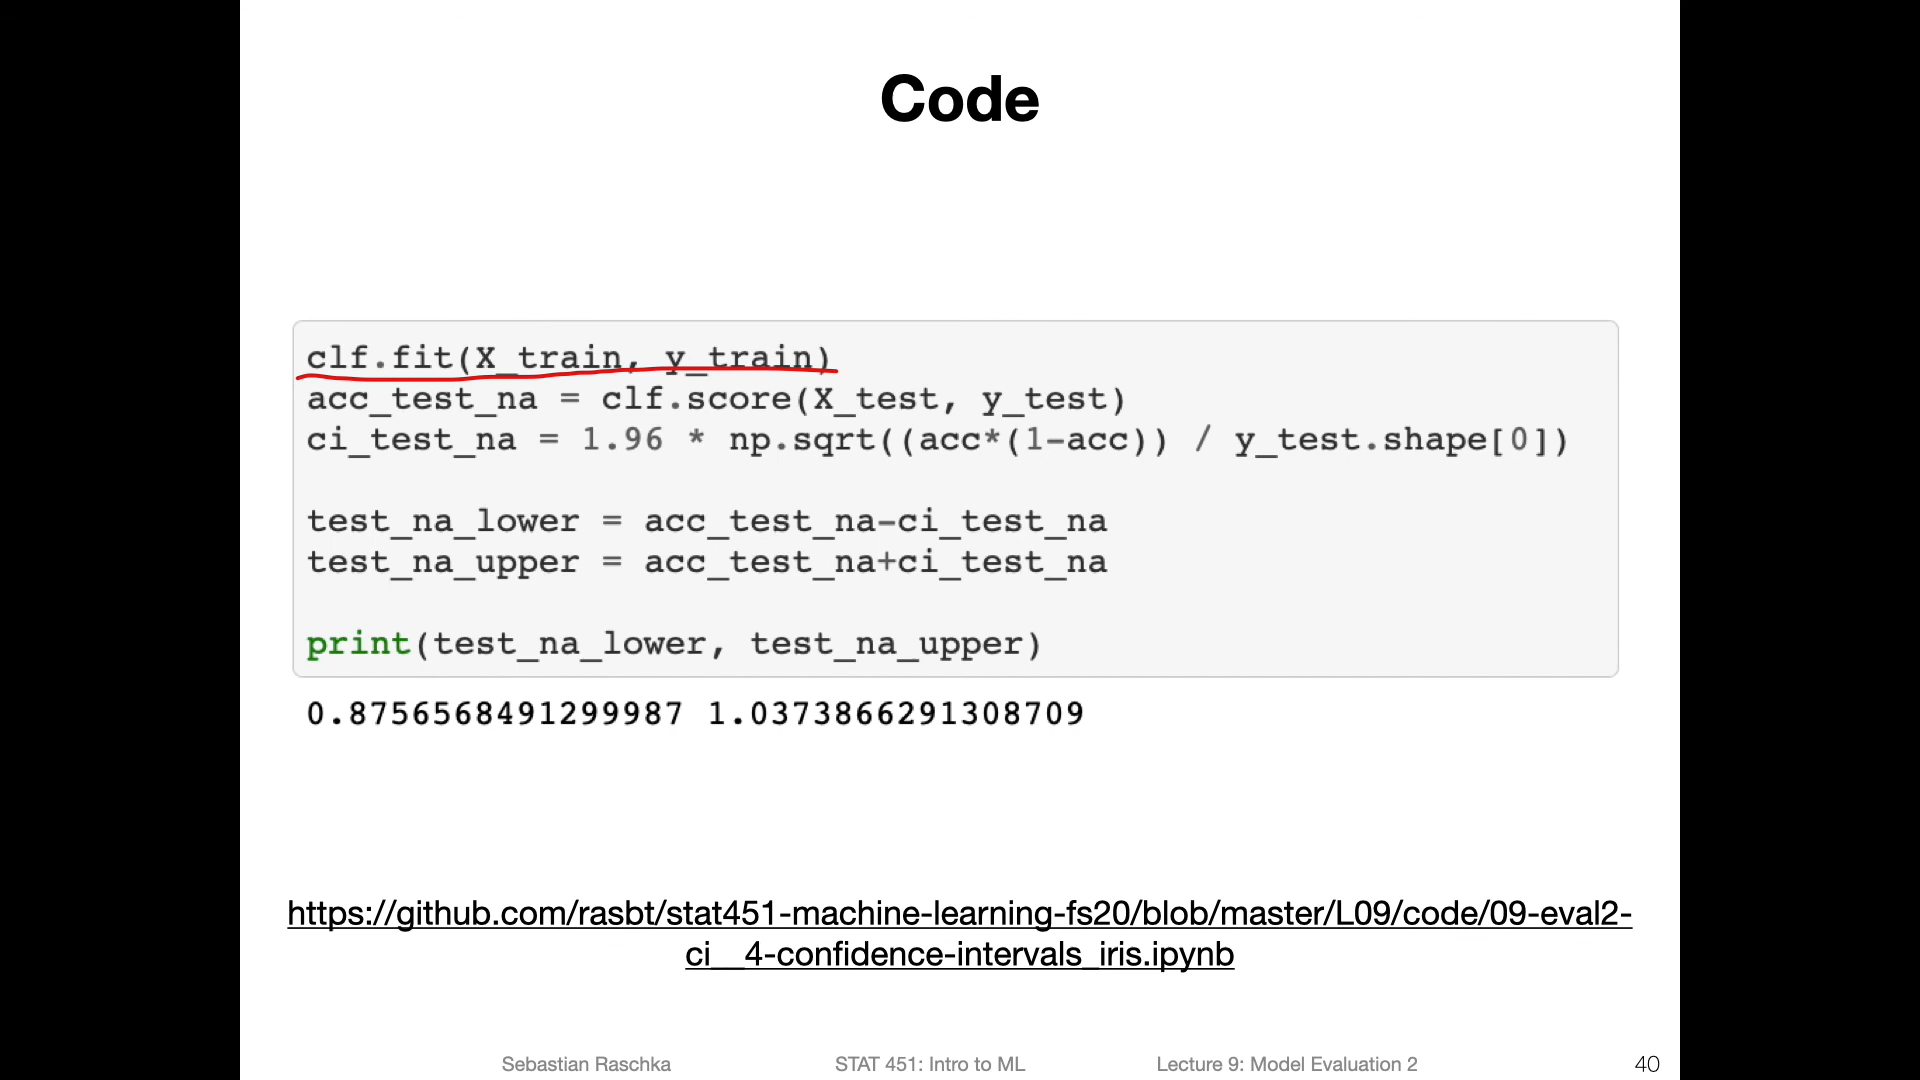 Code
clf.fit(X_train, y_train)
acc_test_na = clf.score(X_test, y_test)
ci_test_na = 1.96 * np.sqrt((acc*(1-acc)) / y_test.shape[0])
test_na_lower = acc_test_na-ci_test_na
test_na_upper = acc_test_na+ci_test_na
print(test_na_lower, test_na_upper)
0.8756568491299987 1.0373866291308709
https://github.com/rasbt/stat451-machine-learning-fs20/blob/master/L09/code/09-eval2-
ci__4-confidence-intervals_iris.ipynb
Sebastian Raschka STAT 451: Intro to ML Lecture 9: Model Evaluation 2 40